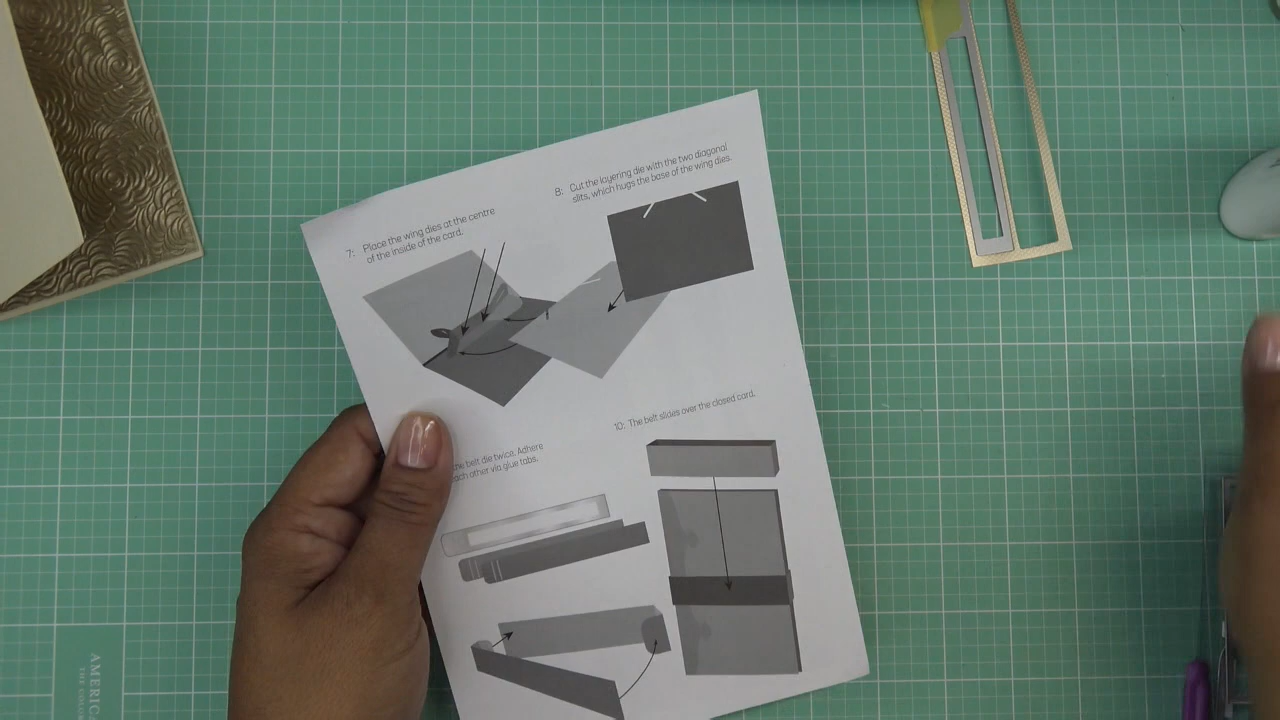 7: Place the wing dies at the centre
of the inside of the card.
8: Cut the layering die with the two diagonal
slits, which hugs the base of the wing dies.
the belt die twice. Adhere
each other via glue tabs.
10: The belt slides over the closed card.
AMERIC